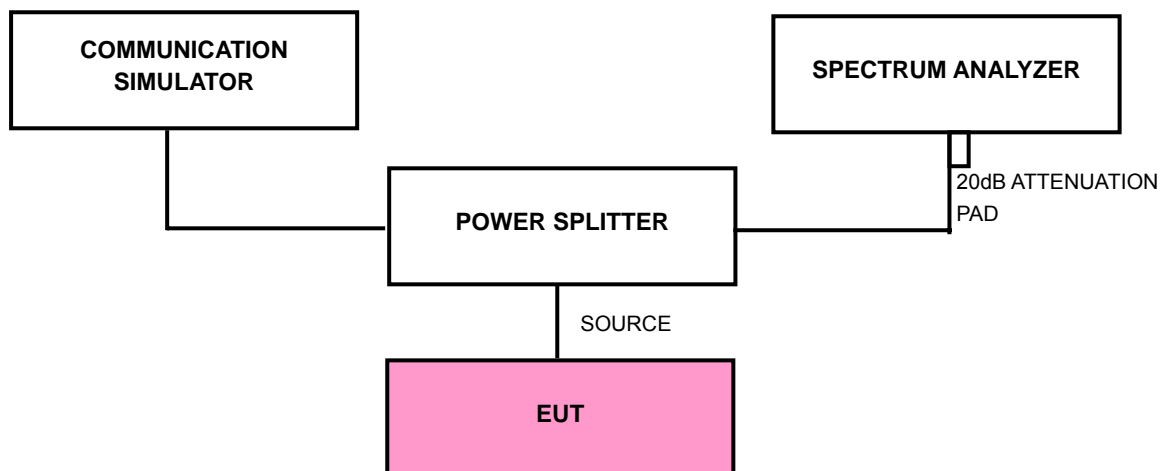 COMMUNICATION
SIMULATOR
SPECTRUM ANALYZER
20dB ATTENUATION
PAD
POWER SPLITTER
SOURCE
EUT